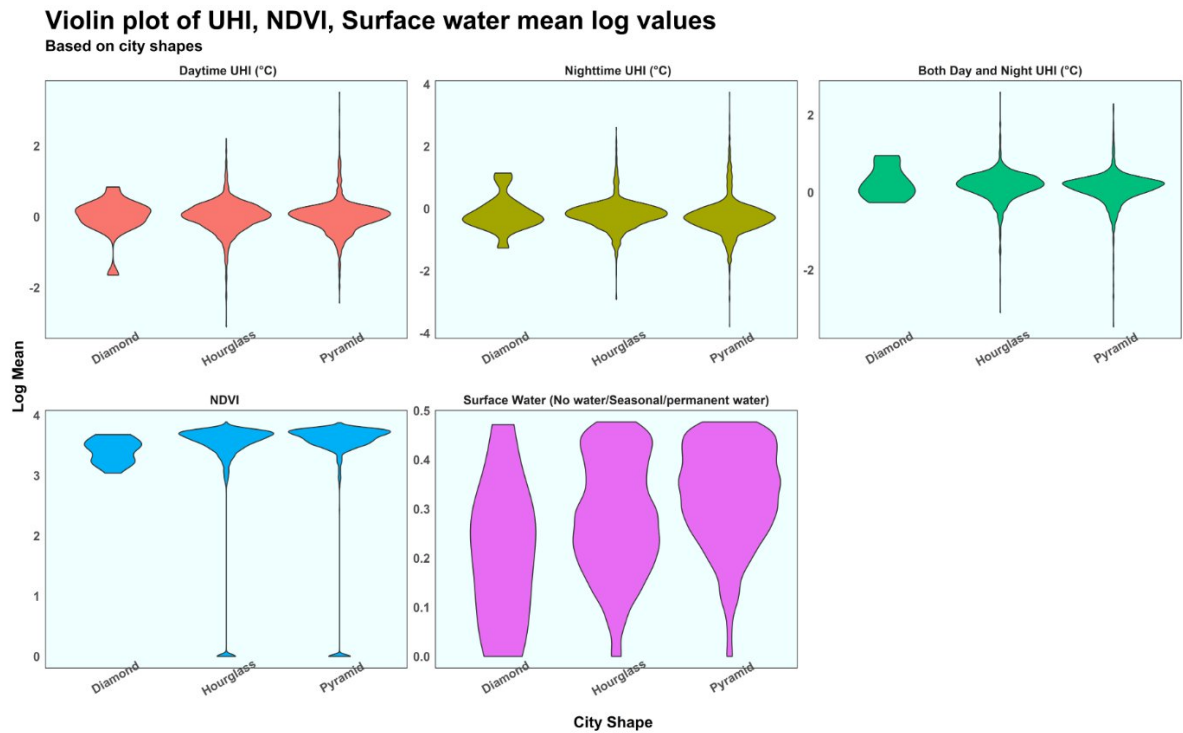 Violin plot of UHI, NDVI, Surface water mean log values
Based on city shapes
Daytime UHI (°C)
2
0
-2
Diamond
Hourglass
Pyramid
Nighttime UHI (°C)
4
2
0
-2
-4
Diamond
Hourglass
Pyramid
Both Day and Night UHI (°C)
2
0
-2
Diamond
Hourglass
Pyramid
Log Mean
NDVI
4
3
2
1
0
Diamond
Hourglass
Pyramid
Surface Water (No water/Seasonal/permanent water)
0.5
0.4
0.3
0.2
0.1
0.0
Diamond
Hourglass
Pyramid
City Shape